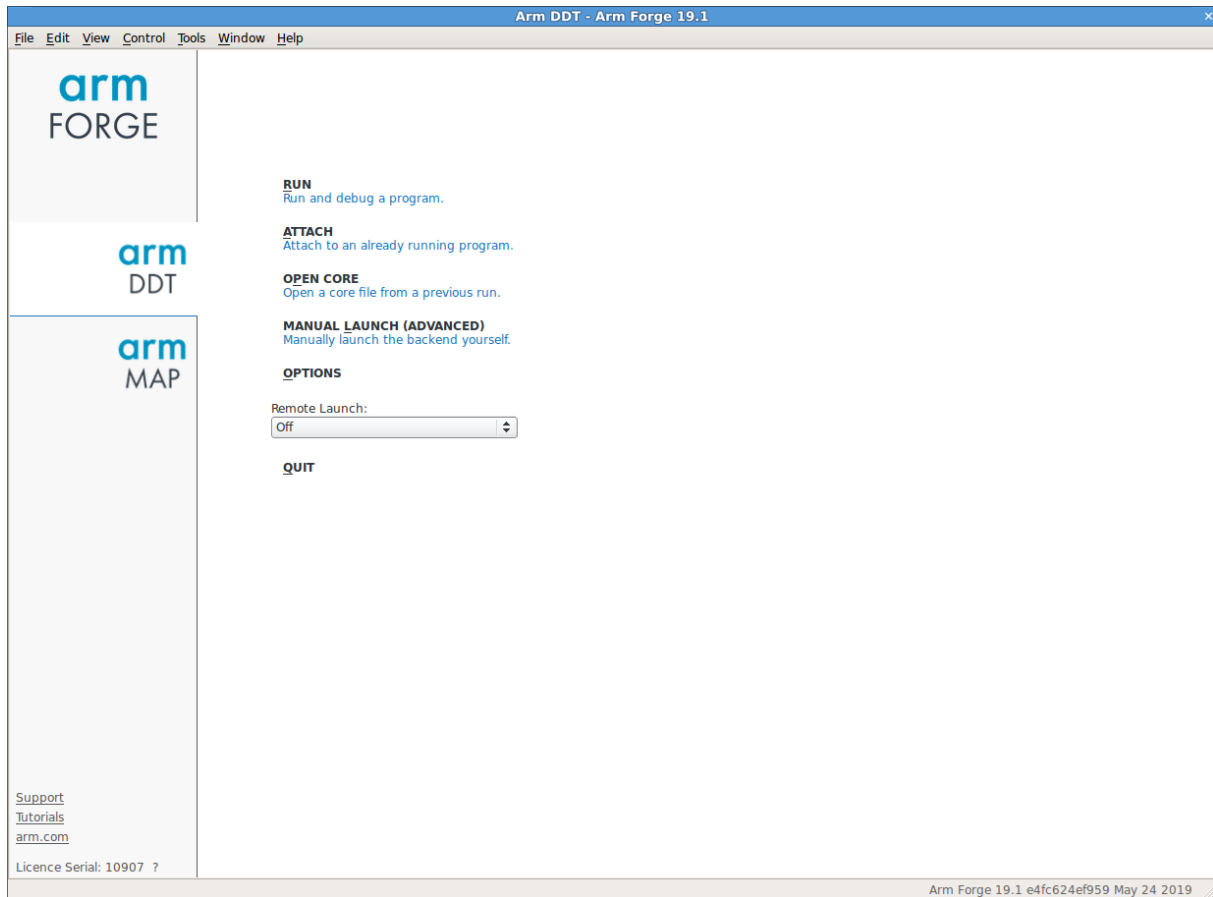 Arm DDT - Arm Forge 19.1
File Edit View Control Tools Window Help
arm
FORGE
arm
DDT
arm
MAP
RUN
Run and debug a program.
ATTACH
Attach to an already running program.
OPEN CORE
Open a core file from a previous run.
MANUAL LAUNCH (ADVANCED)
Manually launch the backend yourself.
OPTIONS
Remote Launch:
Off
QUIT
Support
Tutorials
arm.com
Licence Serial: 10907 ?
Arm Forge 19.1 e4fc624ef959 May 24 2019